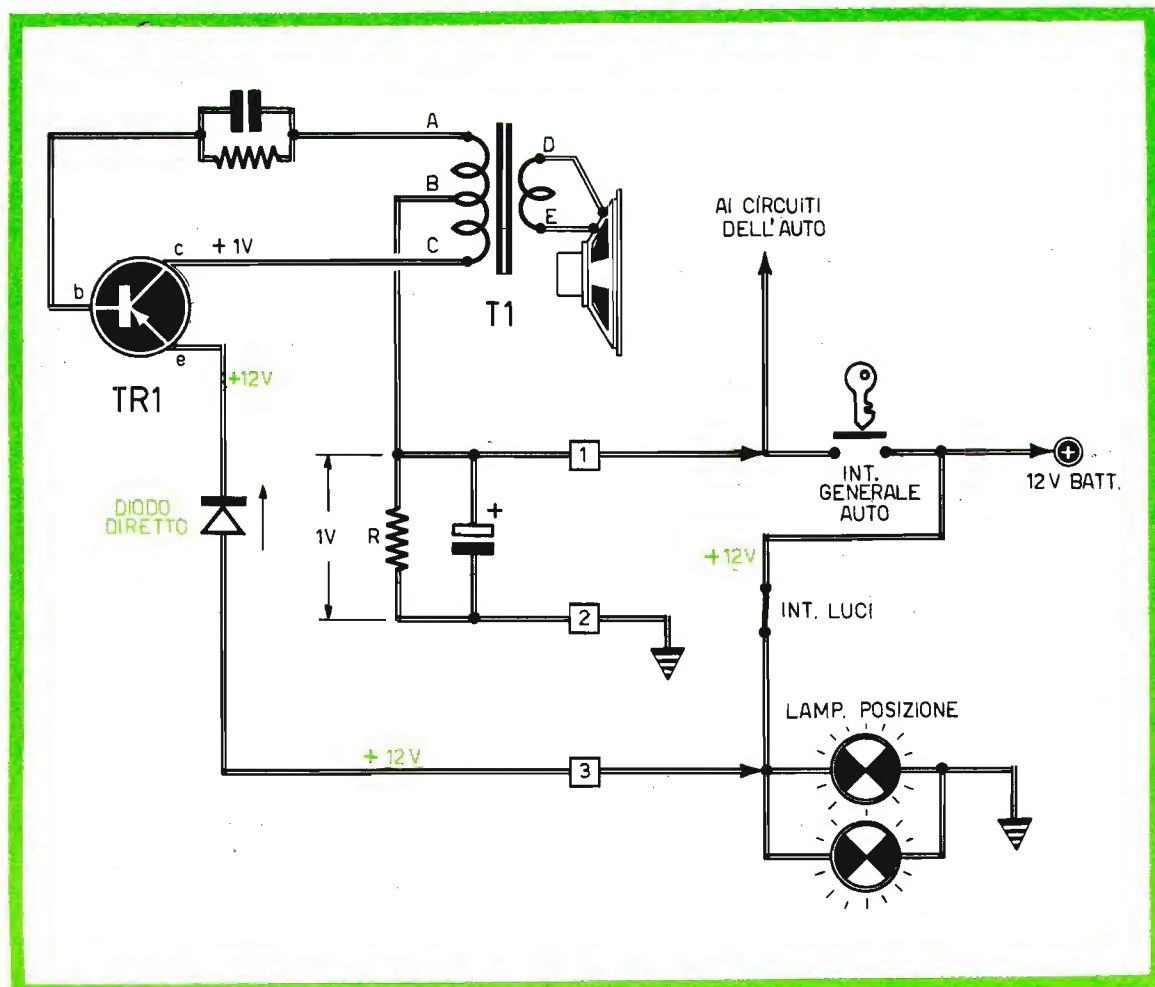 A
B
C
D
E
T1
c
+ 1V
b
e
TR1
+12V
AI CIRCUITI
DELL'AUTO
1
INT.
GENERALE
AUTO
+
12 V BATT.
DIODO
DIRETTO
1V
R
+
+12V
INT. LUCI
2
LAMP. POSIZIONE
+ 12V
3